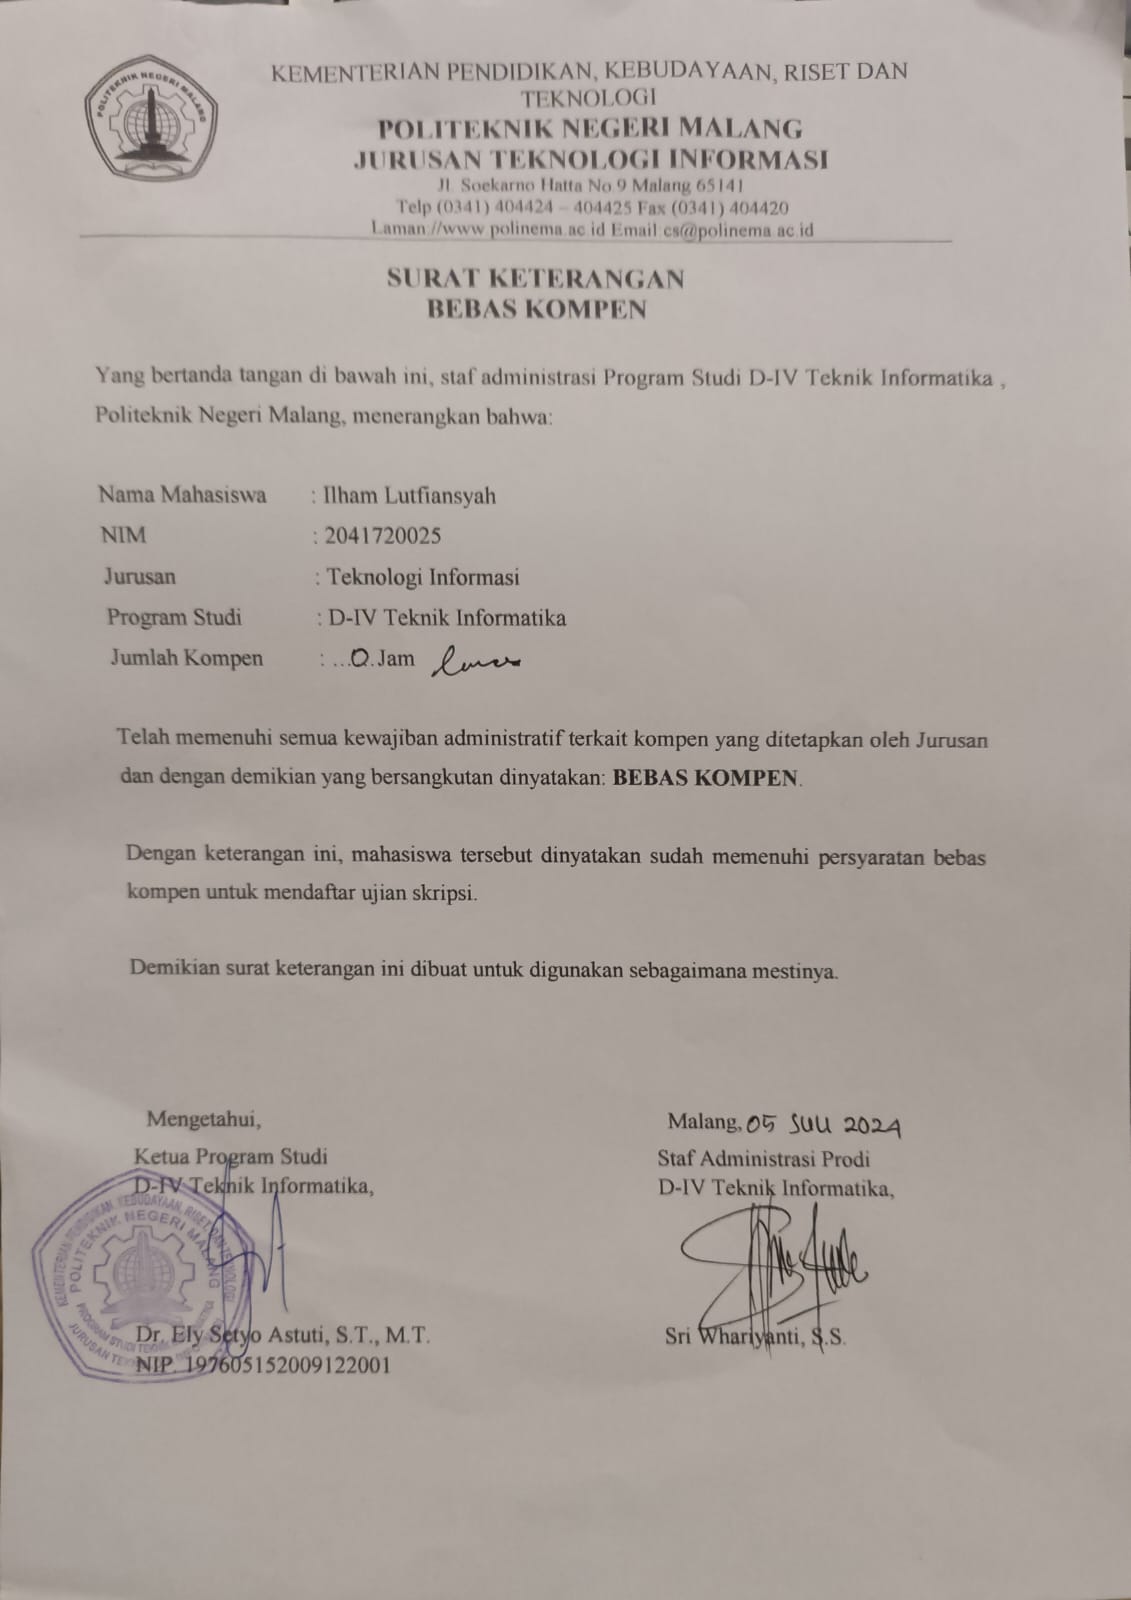 POLITEKNIK NEGERI MALANG
KEMENTERIAN PENDIDIKAN, KEBUDAYAAN, RISET DAN
TEKNOLOGI
POLITEKNIK NEGERI MALANG
JURUSAN TEKNOLOGI INFORMASI
Jl. Soekarno Hatta No.9 Malang 65141
Telp (0341) 404424 – 404425 Fax (0341) 404420
Laman://www.polinema.ac.id Email:cs@polinema.ac.id
SURAT KETERANGAN
BEBAS KOMPEN
Yang bertanda tangan di bawah ini, staf administrasi Program Studi D-IV Teknik Informatika ,
Politeknik Negeri Malang, menerangkan bahwa:
Nama Mahasiswa : Ilham Lutfiansyah
NIM : 2041720025
Jurusan : Teknologi Informasi
Program Studi : D-IV Teknik Informatika
Jumlah Kompen : ...0.Jam
Telah memenuhi semua kewajiban administratif terkait kompen yang ditetapkan oleh Jurusan
dan dengan demikian yang bersangkutan dinyatakan: BEBAS KOMPEN.
Dengan keterangan ini, mahasiswa tersebut dinyatakan sudah memenuhi persyaratan bebas
kompen untuk mendaftar ujian skripsi.
Demikian surat keterangan ini dibuat untuk digunakan sebagaimana mestinya.
Mengetahui,
Ketua Program Studi
D-IV Teknik Informatika,
KEMENTERIAN PENDIDIKAN, KEBUDAYAAN, RISET, DAN TEKNOLOGI
POLITEKNIK NEGERI MALANG
PROGRAM STUDI
Dr. Ely Setyo Astuti, S.T., M.T.
NIP. 197605152009122001
Malang, 05 JULI 2024
Staf Administrasi Prodi
D-IV Teknik Informatika,
Sri Whariyanti, S.S.